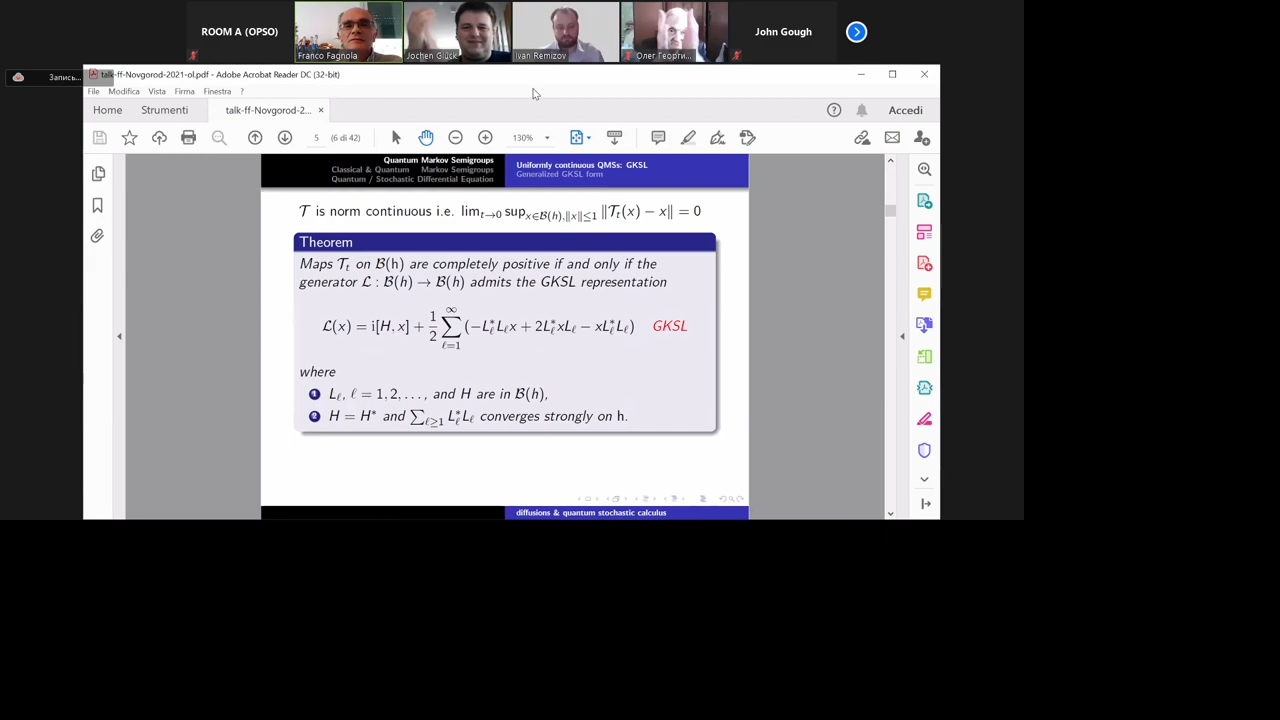 ROOM A (OPSO)
Franco Fagnola
Jochen Glück
Ivan Remizov
Олег Георги...
John Gough
Запись...
talk-ff-Novgorod-2021-ol.pdf - Adobe Acrobat Reader DC (32-bit)
File Modifica Vista Firma Finestra ?
Home Strumenti talk-ff-Novgorod-2... × Accedi
5 (6 di 42) 130%
Quantum Markov Semigroups
Classical & Quantum Markov Semigroups
Quantum / Stochastic Differential Equation
Uniformly continuous QMSs: GKSL
Generalized GKSL form
𝒯 is norm continuous i.e. lim_{t→0} sup_{x∈ℬ(h),‖x‖≤1} ‖𝒯_t(x) − x‖ = 0
Theorem
Maps 𝒯_t on ℬ(h) are completely positive if and only if the
generator ℒ : ℬ(h) → ℬ(h) admits the GKSL representation
ℒ(x) = i[H, x] + 1/2 ∑_{ℓ=1}^{∞} (−L_ℓ^* L_ℓ x + 2L_ℓ^* x L_ℓ − x L_ℓ^* L_ℓ) GKSL
where
1 L_ℓ, ℓ = 1, 2, . . . , and H are in ℬ(h),
2 H = H* and ∑_{ℓ≥1} L_ℓ^* L_ℓ converges strongly on h.
diffusions & quantum stochastic calculus